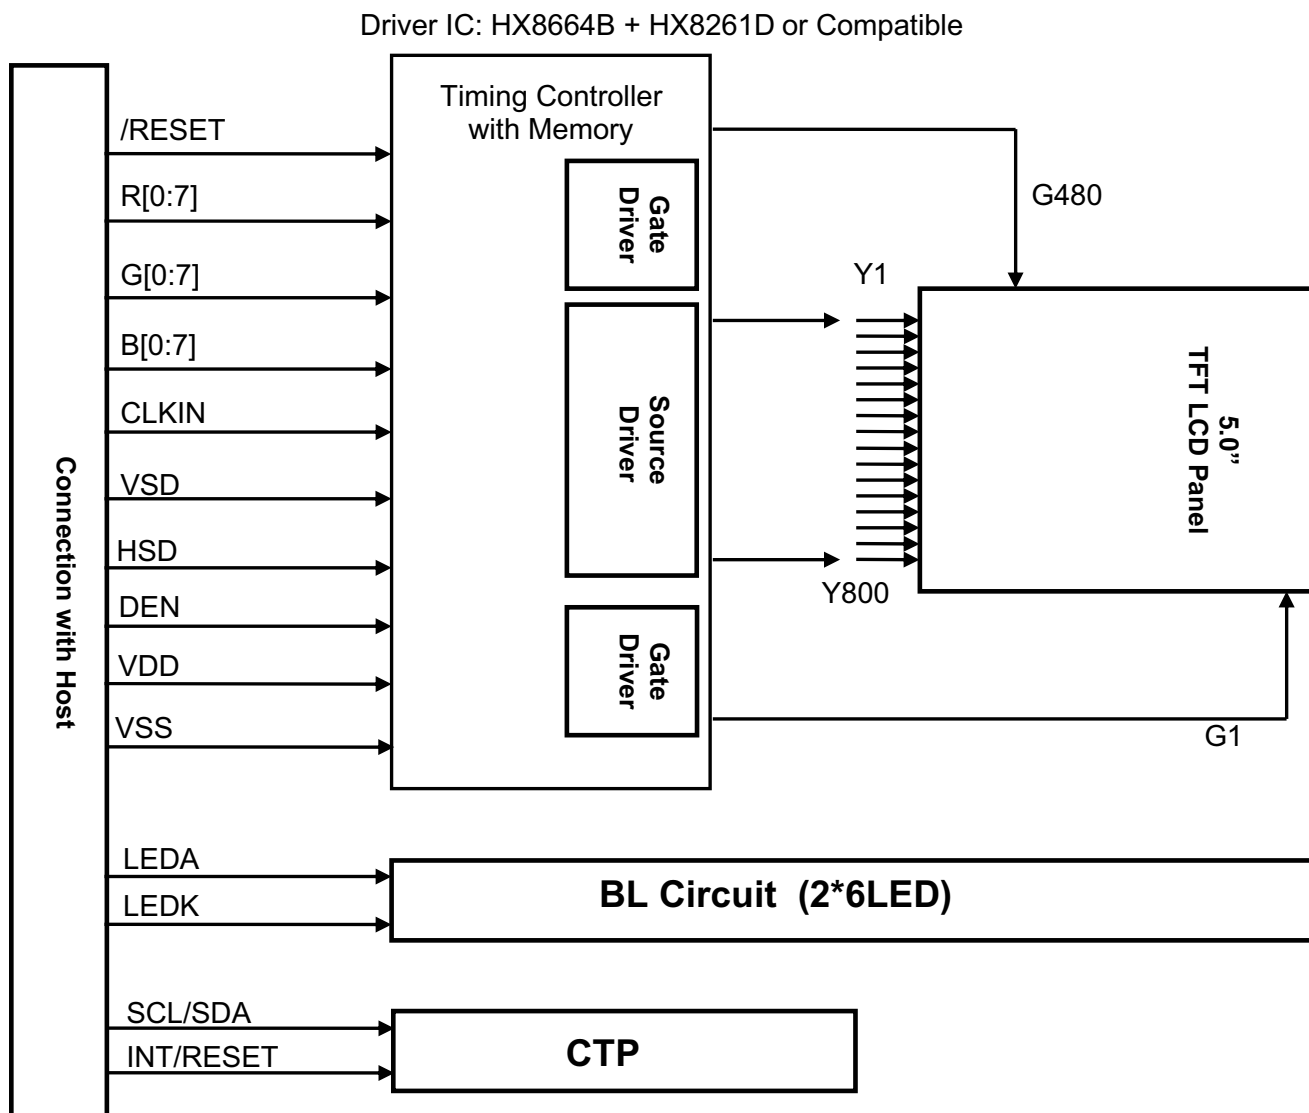 Driver IC: HX8664B + HX8261D or Compatible
Connection with Host
/RESET
R[0:7]
G[0:7]
B[0:7]
CLKIN
VSD
HSD
DEN
VDD
VSS
Timing Controller
with Memory
Gate
Driver
Source
Driver
Gate
Driver
G480
Y1
Y800
G1
5.0”
TFT LCD Panel
LEDA
LEDK
BL Circuit (2*6LED)
SCL/SDA
INT/RESET
CTP